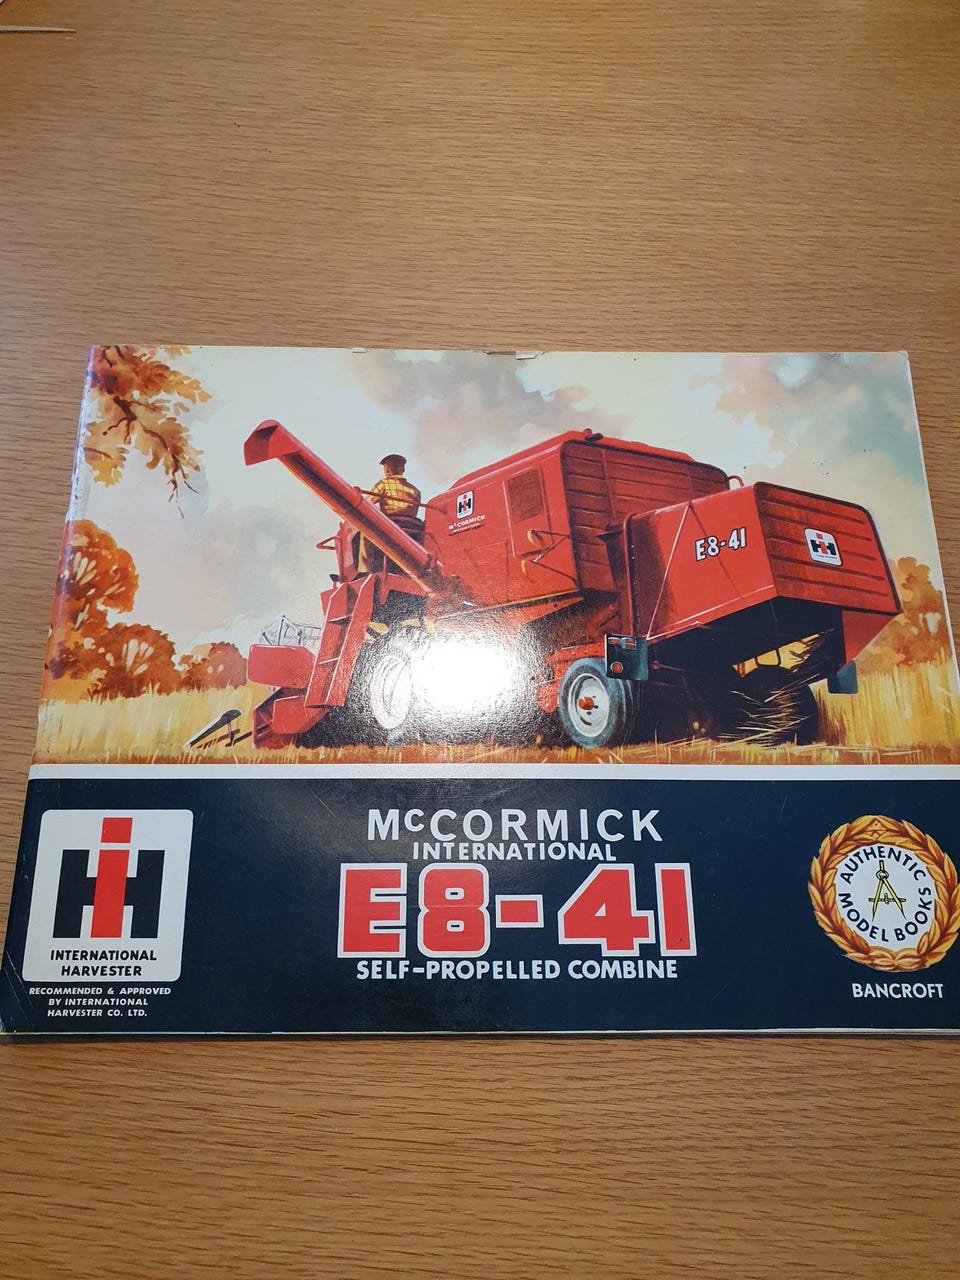 McCORMICK
E8-41
McCORMICK
INTERNATIONAL
E8-41
SELF-PROPELLED COMBINE
INTERNATIONAL
HARVESTER
RECOMMENDED & APPROVED
BY INTERNATIONAL
HARVESTER CO. LTD.
AUTHENTIC
MODEL BOOKS
BANCROFT